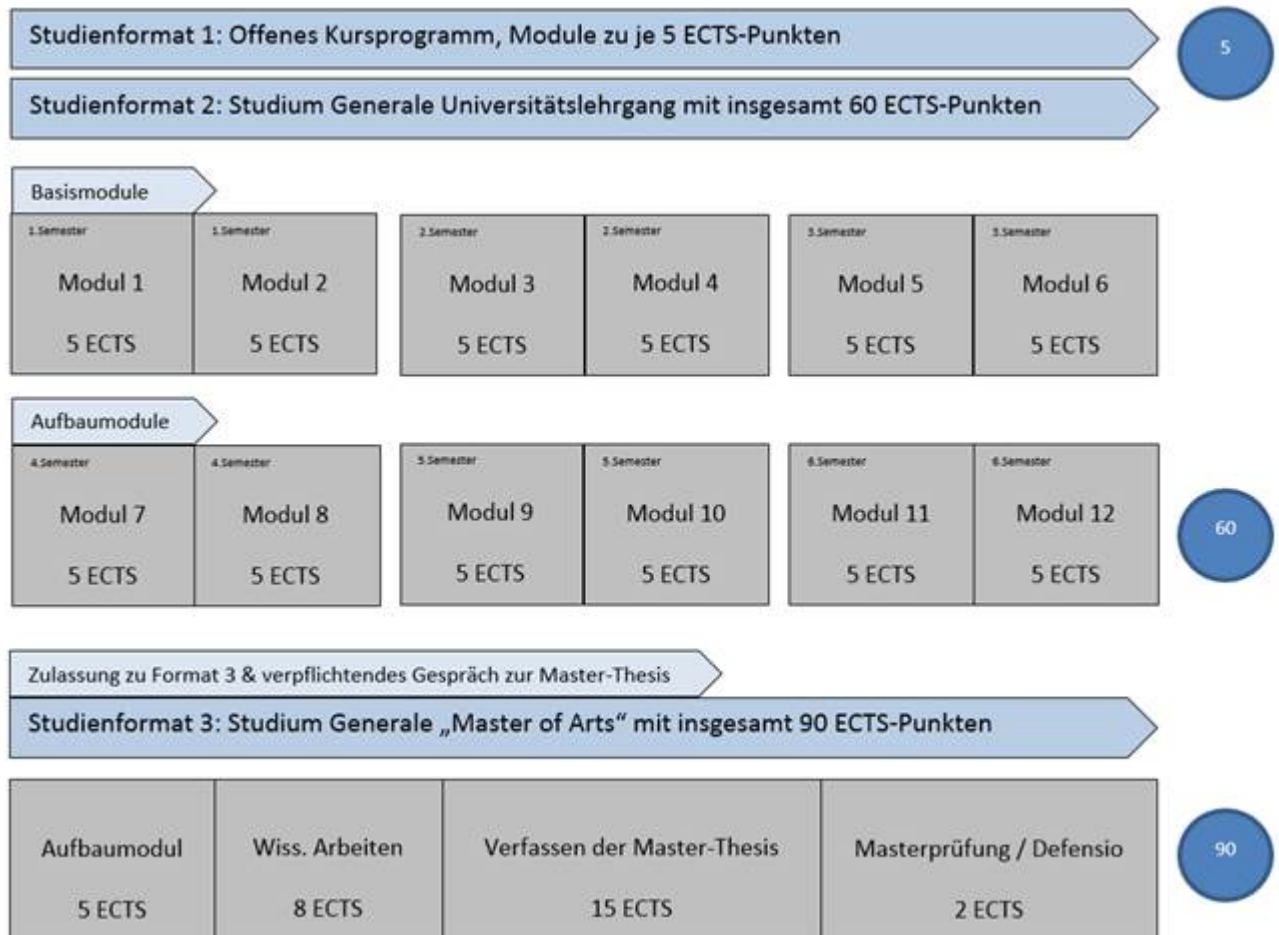 Studienformat 1: Offenes Kursprogramm, Module zu je 5 ECTS-Punkten
5
Studienformat 2: Studium Generale Universitätslehrgang mit insgesamt 60 ECTS-Punkten
Basismodule
1.Semester
Modul 1
5 ECTS
1.Semester
Modul 2
5 ECTS
2.Semester
Modul 3
5 ECTS
2.Semester
Modul 4
5 ECTS
3.Semester
Modul 5
5 ECTS
3.Semester
Modul 6
5 ECTS
Aufbaumodule
4.Semester
Modul 7
5 ECTS
4.Semester
Modul 8
5 ECTS
5.Semester
Modul 9
5 ECTS
5.Semester
Modul 10
5 ECTS
6.Semester
Modul 11
5 ECTS
6.Semester
Modul 12
5 ECTS
60
Zulassung zu Format 3 & verpflichtendes Gespräch zur Master-Thesis
Studienformat 3: Studium Generale „Master of Arts“ mit insgesamt 90 ECTS-Punkten
Aufbaumodul
5 ECTS
Wiss. Arbeiten
8 ECTS
Verfassen der Master-Thesis
15 ECTS
Masterprüfung / Defensio
2 ECTS
90